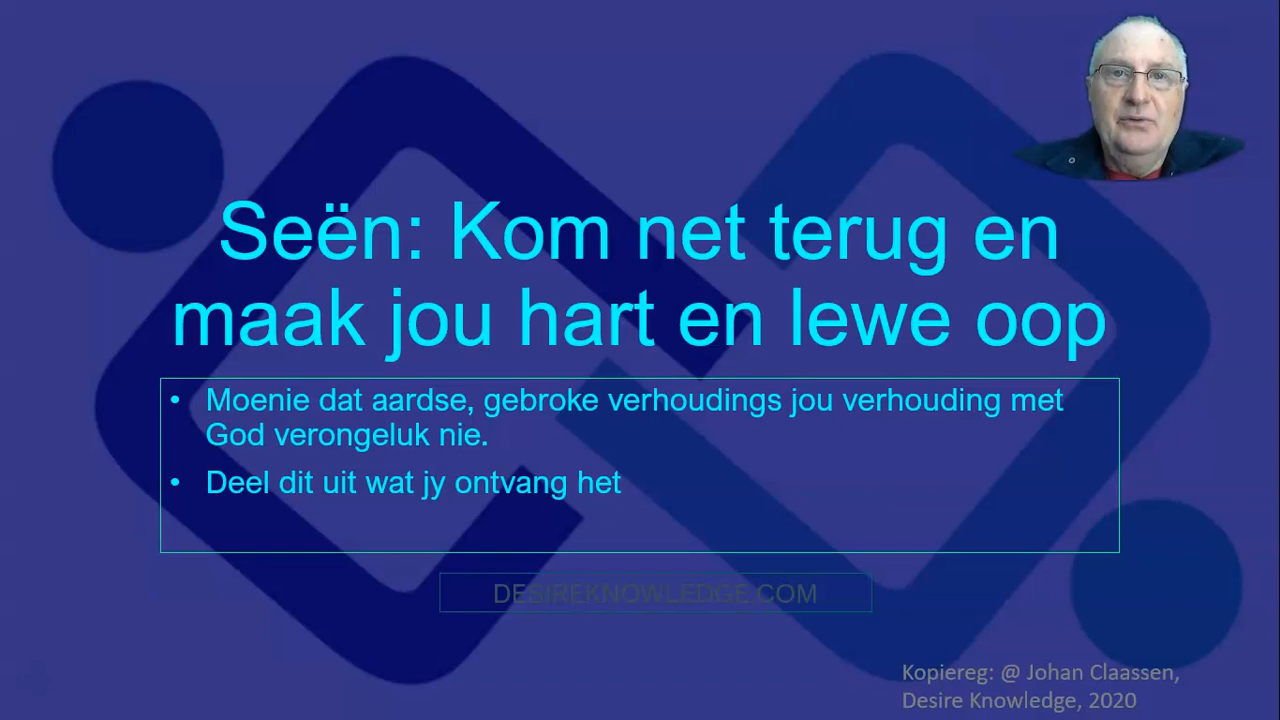 Seën: Kom net terug en
maak jou hart en lewe oop
• Moenie dat aardse, gebroke verhoudings jou verhouding met
God verongeluk nie.
• Deel dit uit wat jy ontvang het
DESIREKNOWLEDGE.COM
Kopiereg: @ Johan Claassen,
Desire Knowledge, 2020